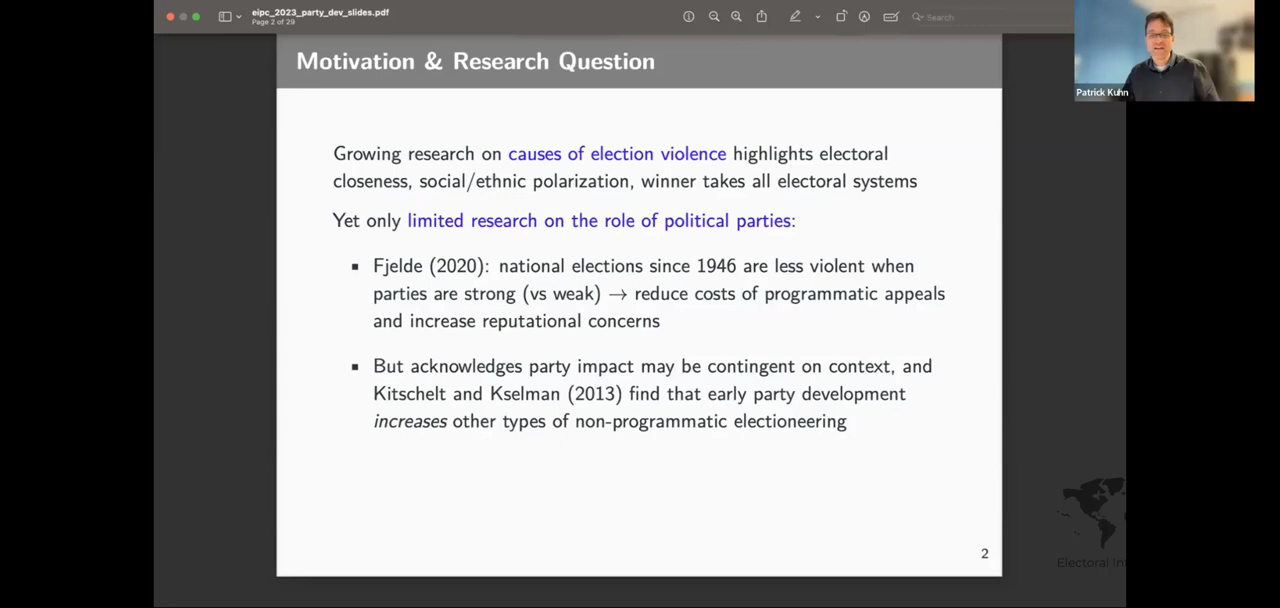 eipc_2023_party_dev_slides.pdf
Page 2 of 29
Search
Motivation & Research Question
Patrick Kuhn
Growing research on causes of election violence highlights electoral
closeness, social/ethnic polarization, winner takes all electoral systems
Yet only limited research on the role of political parties:
▪ Fjelde (2020): national elections since 1946 are less violent when
parties are strong (vs weak) → reduce costs of programmatic appeals
and increase reputational concerns
▪ But acknowledges party impact may be contingent on context, and
Kitschelt and Kselman (2013) find that early party development
increases other types of non-programmatic electioneering
2
Electoral